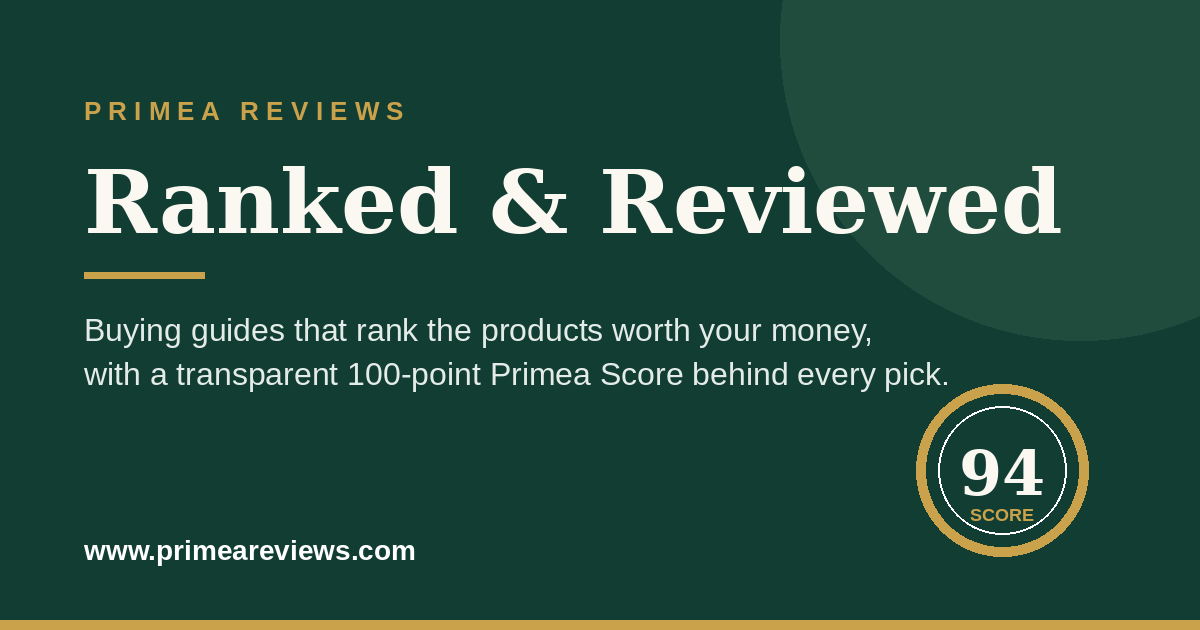 PRIMEA REVIEWS
Ranked & Reviewed
Buying guides that rank the products worth your money,
with a transparent 100-point Primea Score behind every pick.
94
SCORE
www.primeareviews.com